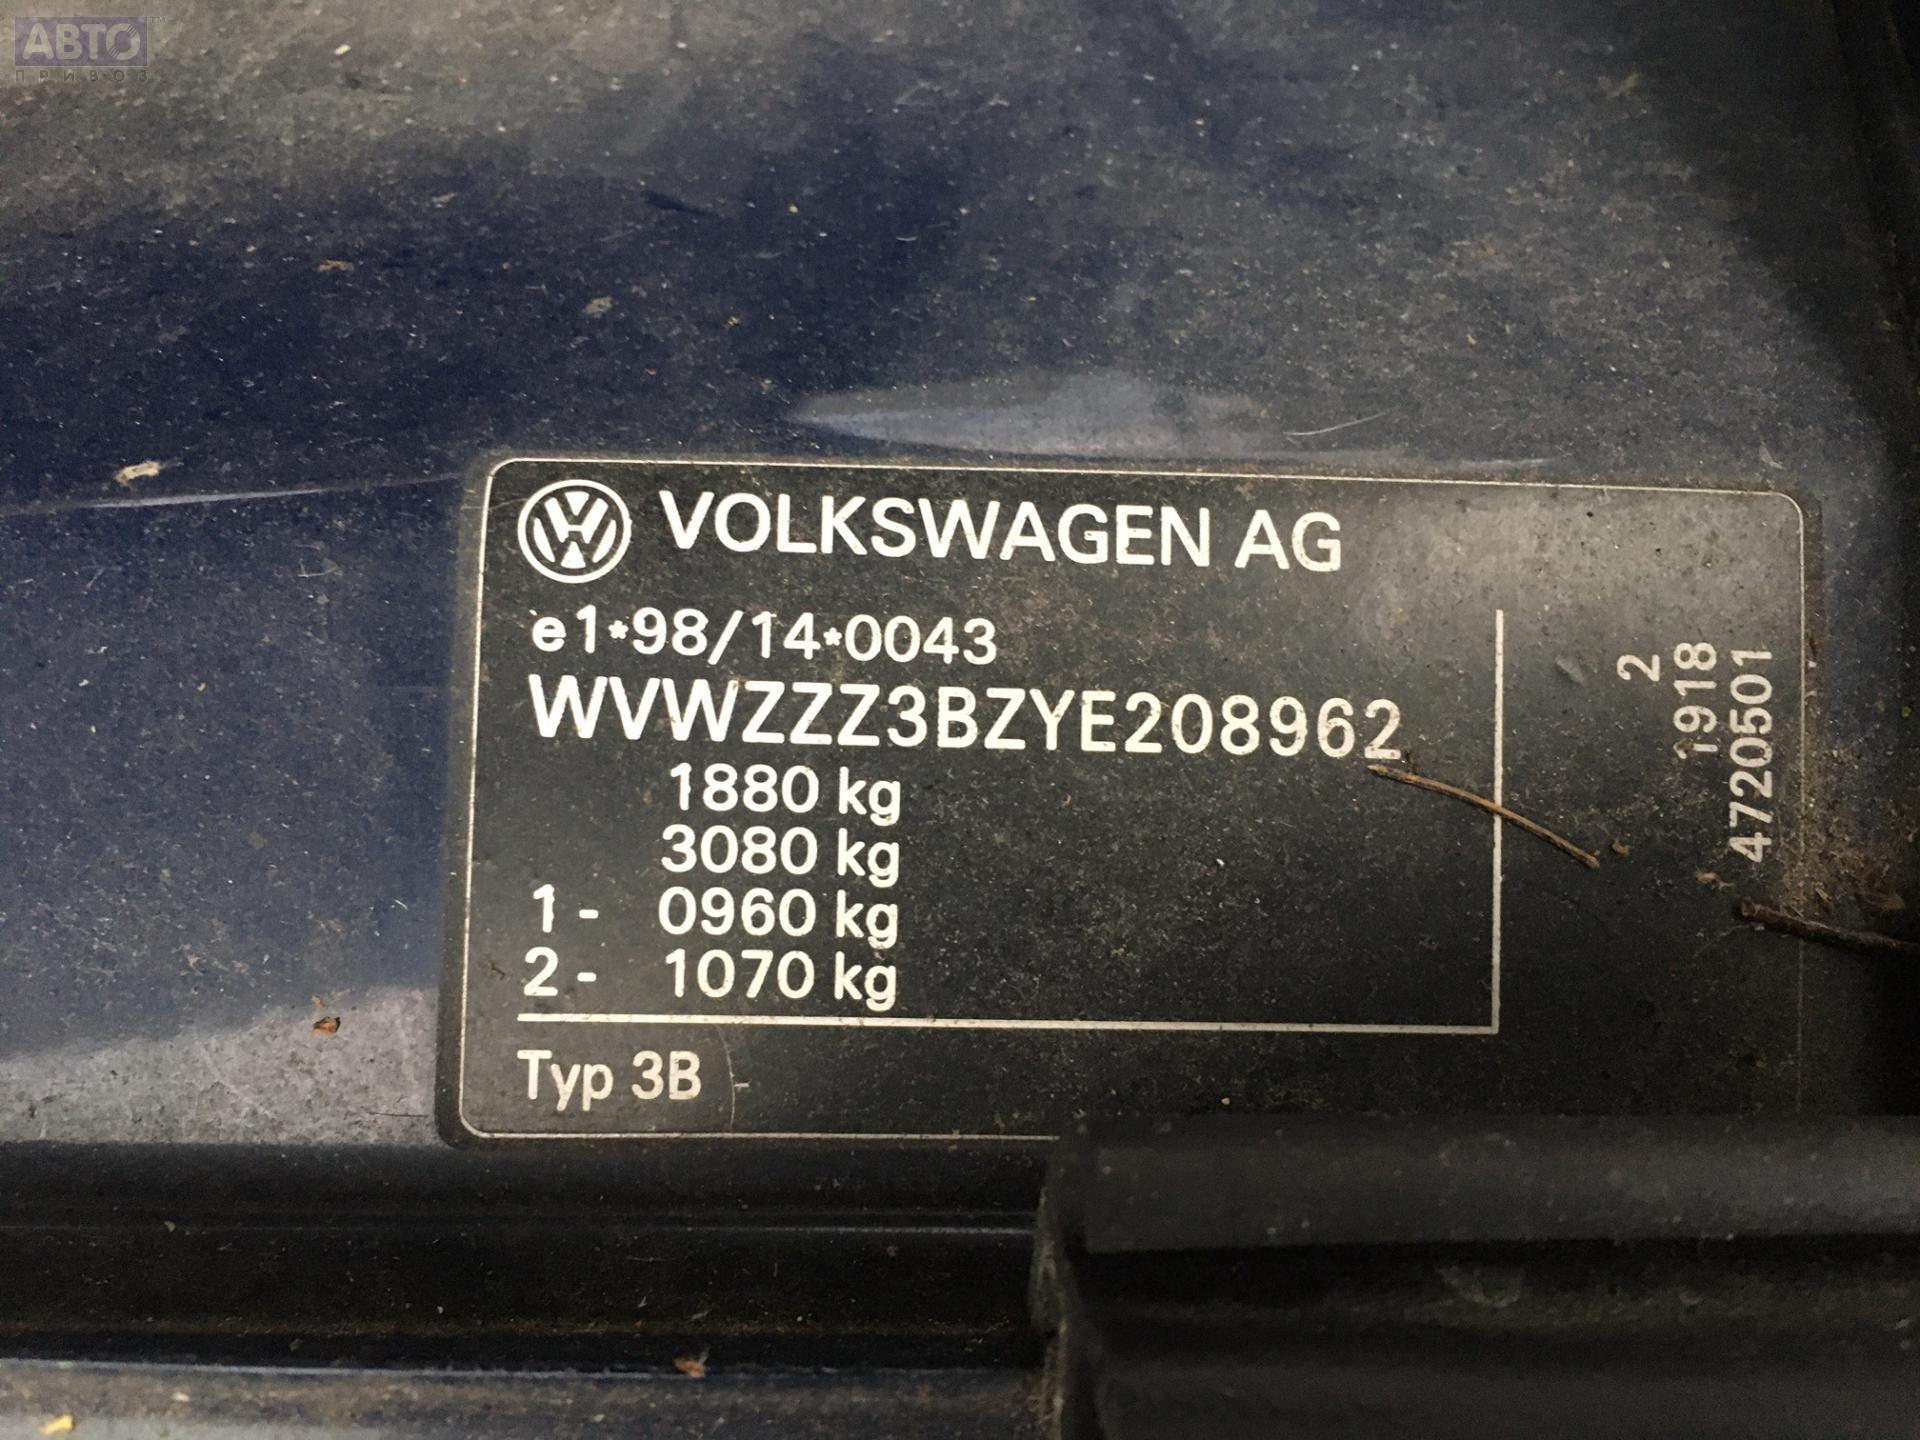 АВТО
ПРИВОЗ
VOLKSWAGEN AG
e1*98/14*0043
WVWZZZ3BZYE208962
1880 kg
3080 kg
1 - 0960 kg
2 - 1070 kg
Typ 3B
2
1918
4720501